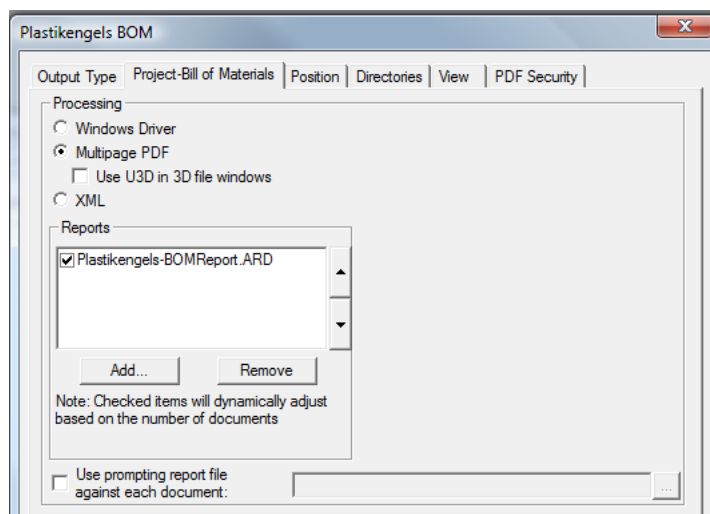 Plastikengels BOM
Output Type Project-Bill of Materials Position Directories View PDF Security
Processing
Windows Driver
Multipage PDF
Use U3D in 3D file windows
XML
Reports
Plastikengels-BOMReport.ARD
Add... Remove
Note: Checked items will dynamically adjust
based on the number of documents
Use prompting report file
against each document:
...